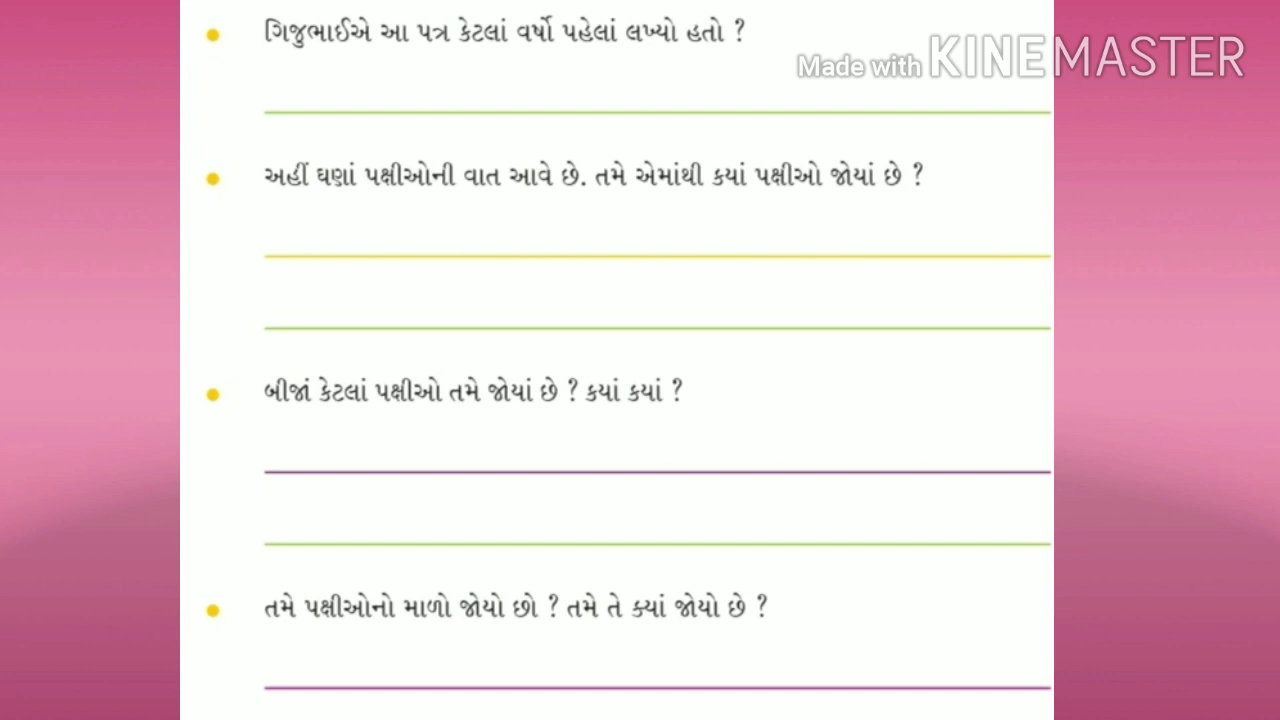 ગિજુભાઈએ આ પત્ર કેટલાં વર્ષો પહેલાં લખ્યો હતો ?
Made with KINEMASTER
અહીં ઘણાં પક્ષીઓની વાત આવે છે. તમે એમાંથી કયાં પક્ષીઓ જોયાં છે ?
બીજાં કેટલાં પક્ષીઓ તમે જોયાં છે ? કયાં કયાં ?
તમે પક્ષીઓનો માળો જોયો છો ? તમે તે ક્યાં જોયો છે ?